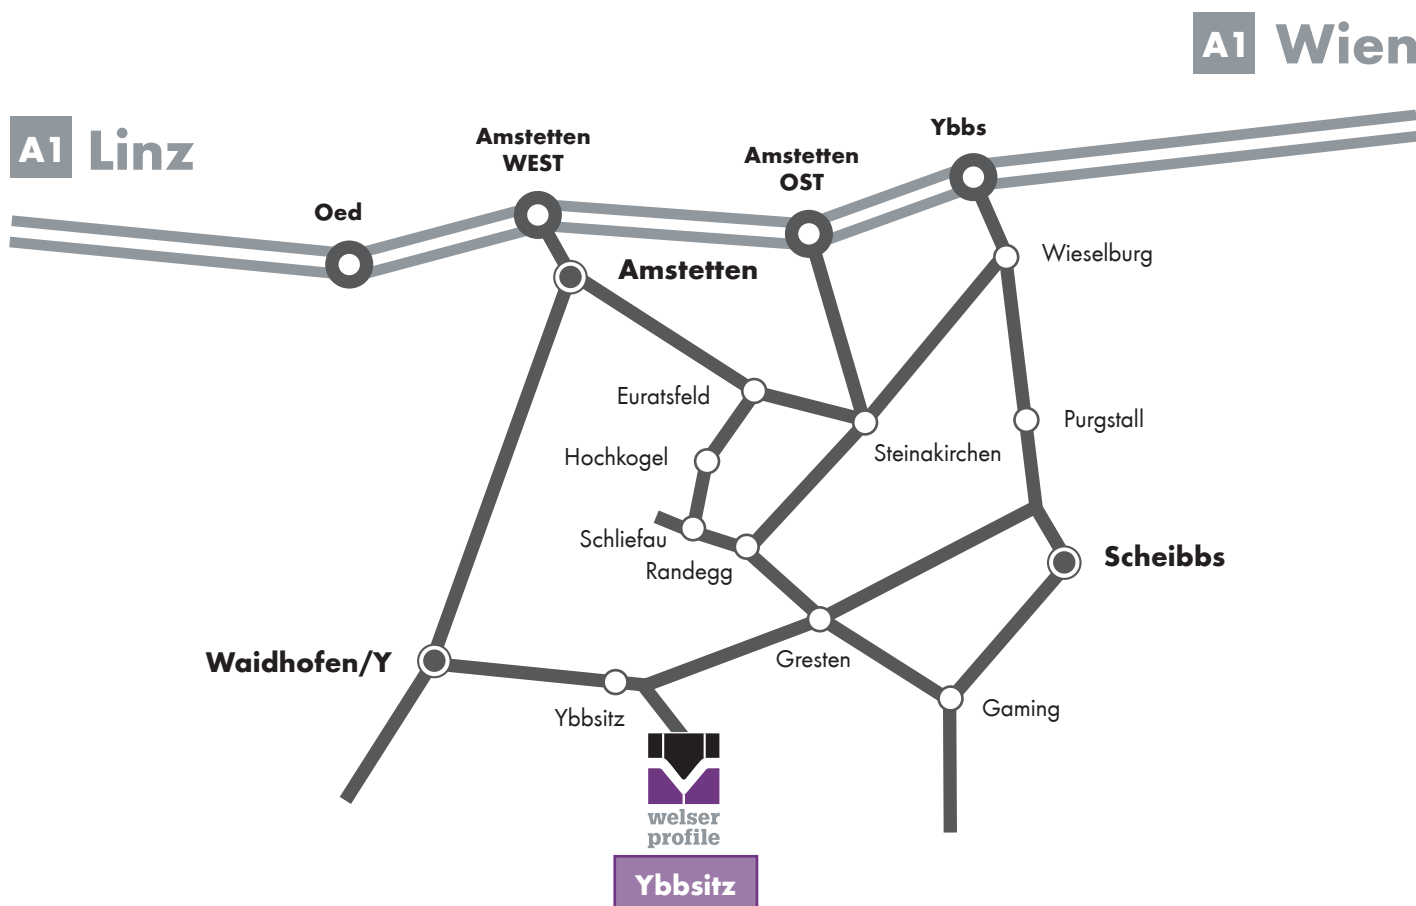 A1 Wien
A1 Linz
Ybbs
Amstetten
WEST
Amstetten
OST
Oed
Wieselburg
Amstetten
Euratsfeld
Purgstall
Hochkogel
Steinakirchen
Schliefau
Randegg
Scheibbs
Waidhofen/Y
Gresten
Gaming
Ybbsitz
welser
profile
Ybbsitz